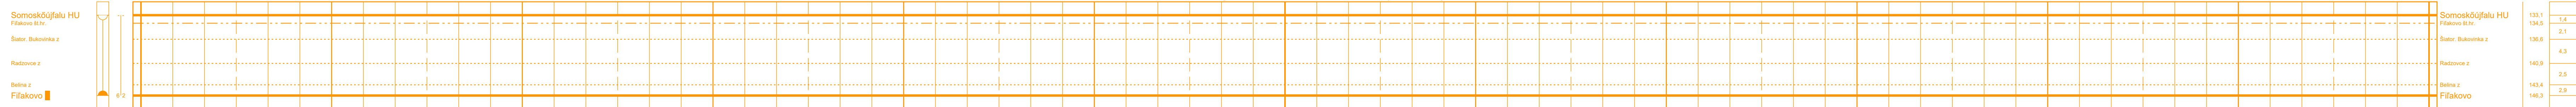 Somoskőújfalu HU
Fiľakovo št.hr.
Šiator. Bukovinka z
Radzovce z
Belina z
Fiľakovo
Somoskőújfalu HU 133,1
1,4
Fiľakovo št.hr. 134,5
2,1
Šiator. Bukovinka z 136,6
4,3
Radzovce z 140,9
2,5
Belina z 143,4
2,9
Fiľakovo 146,3